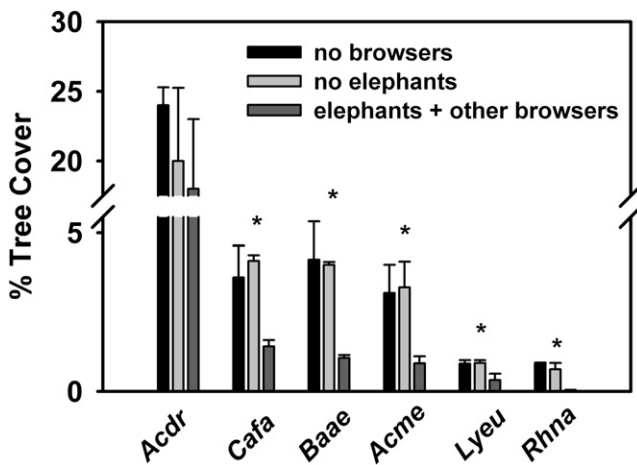 30
25
20
5
0
% Tree Cover
no browsers
no elephants
elephants + other browsers
*
*
*
*
*
Acdr
Cafa
Baae
Acme
Lyeu
Rhna